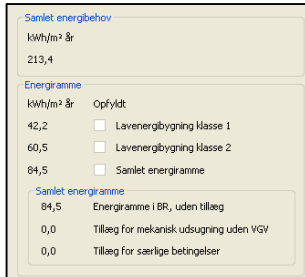 Samlet energibehov
kWh/m² år
213,4
Energiramme
kWh/m² år Opfyldt
42,2 Lavenergibygning klasse 1
60,5 Lavenergibygning klasse 2
84,5 Samlet energiramme
Samlet energiramme
84,5 Energiramme i BR, uden tillæg
0,0 Tillæg for mekanisk udsugning uden VGV
0,0 Tillæg for særlige betingelser